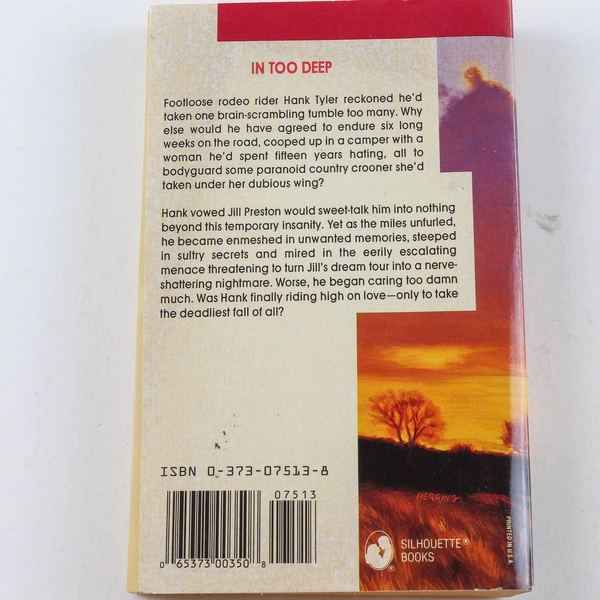 IN TOO DEEP
Footloose rodeo rider Hank Tyler reckoned he'd
taken one brain-scrambling tumble too many. Why
else would he have agreed to endure six long
weeks on the road, cooped up in a camper with a
woman he'd spent fifteen years hating, all to
bodyguard some paranoid country crooner she'd
taken under her dubious wing?
Hank vowed Jill Preston would sweet-talk him into nothing
beyond this temporary insanity. Yet as the miles unfurled,
he became enmeshed in unwanted memories, steeped
in sultry secrets and mired in the eerily escalating
menace threatening to turn Jill's dream tour into a nerve-
shattering nightmare. Worse, he began caring too damn
much. Was Hank finally riding high on love—only to take
the deadliest fall of all?
ISBN 0-373-07513-8
07513
0 65373 00350 8
HERRING
SILHOUETTE®
BOOKS
®
PRINTED IN U.S.A.